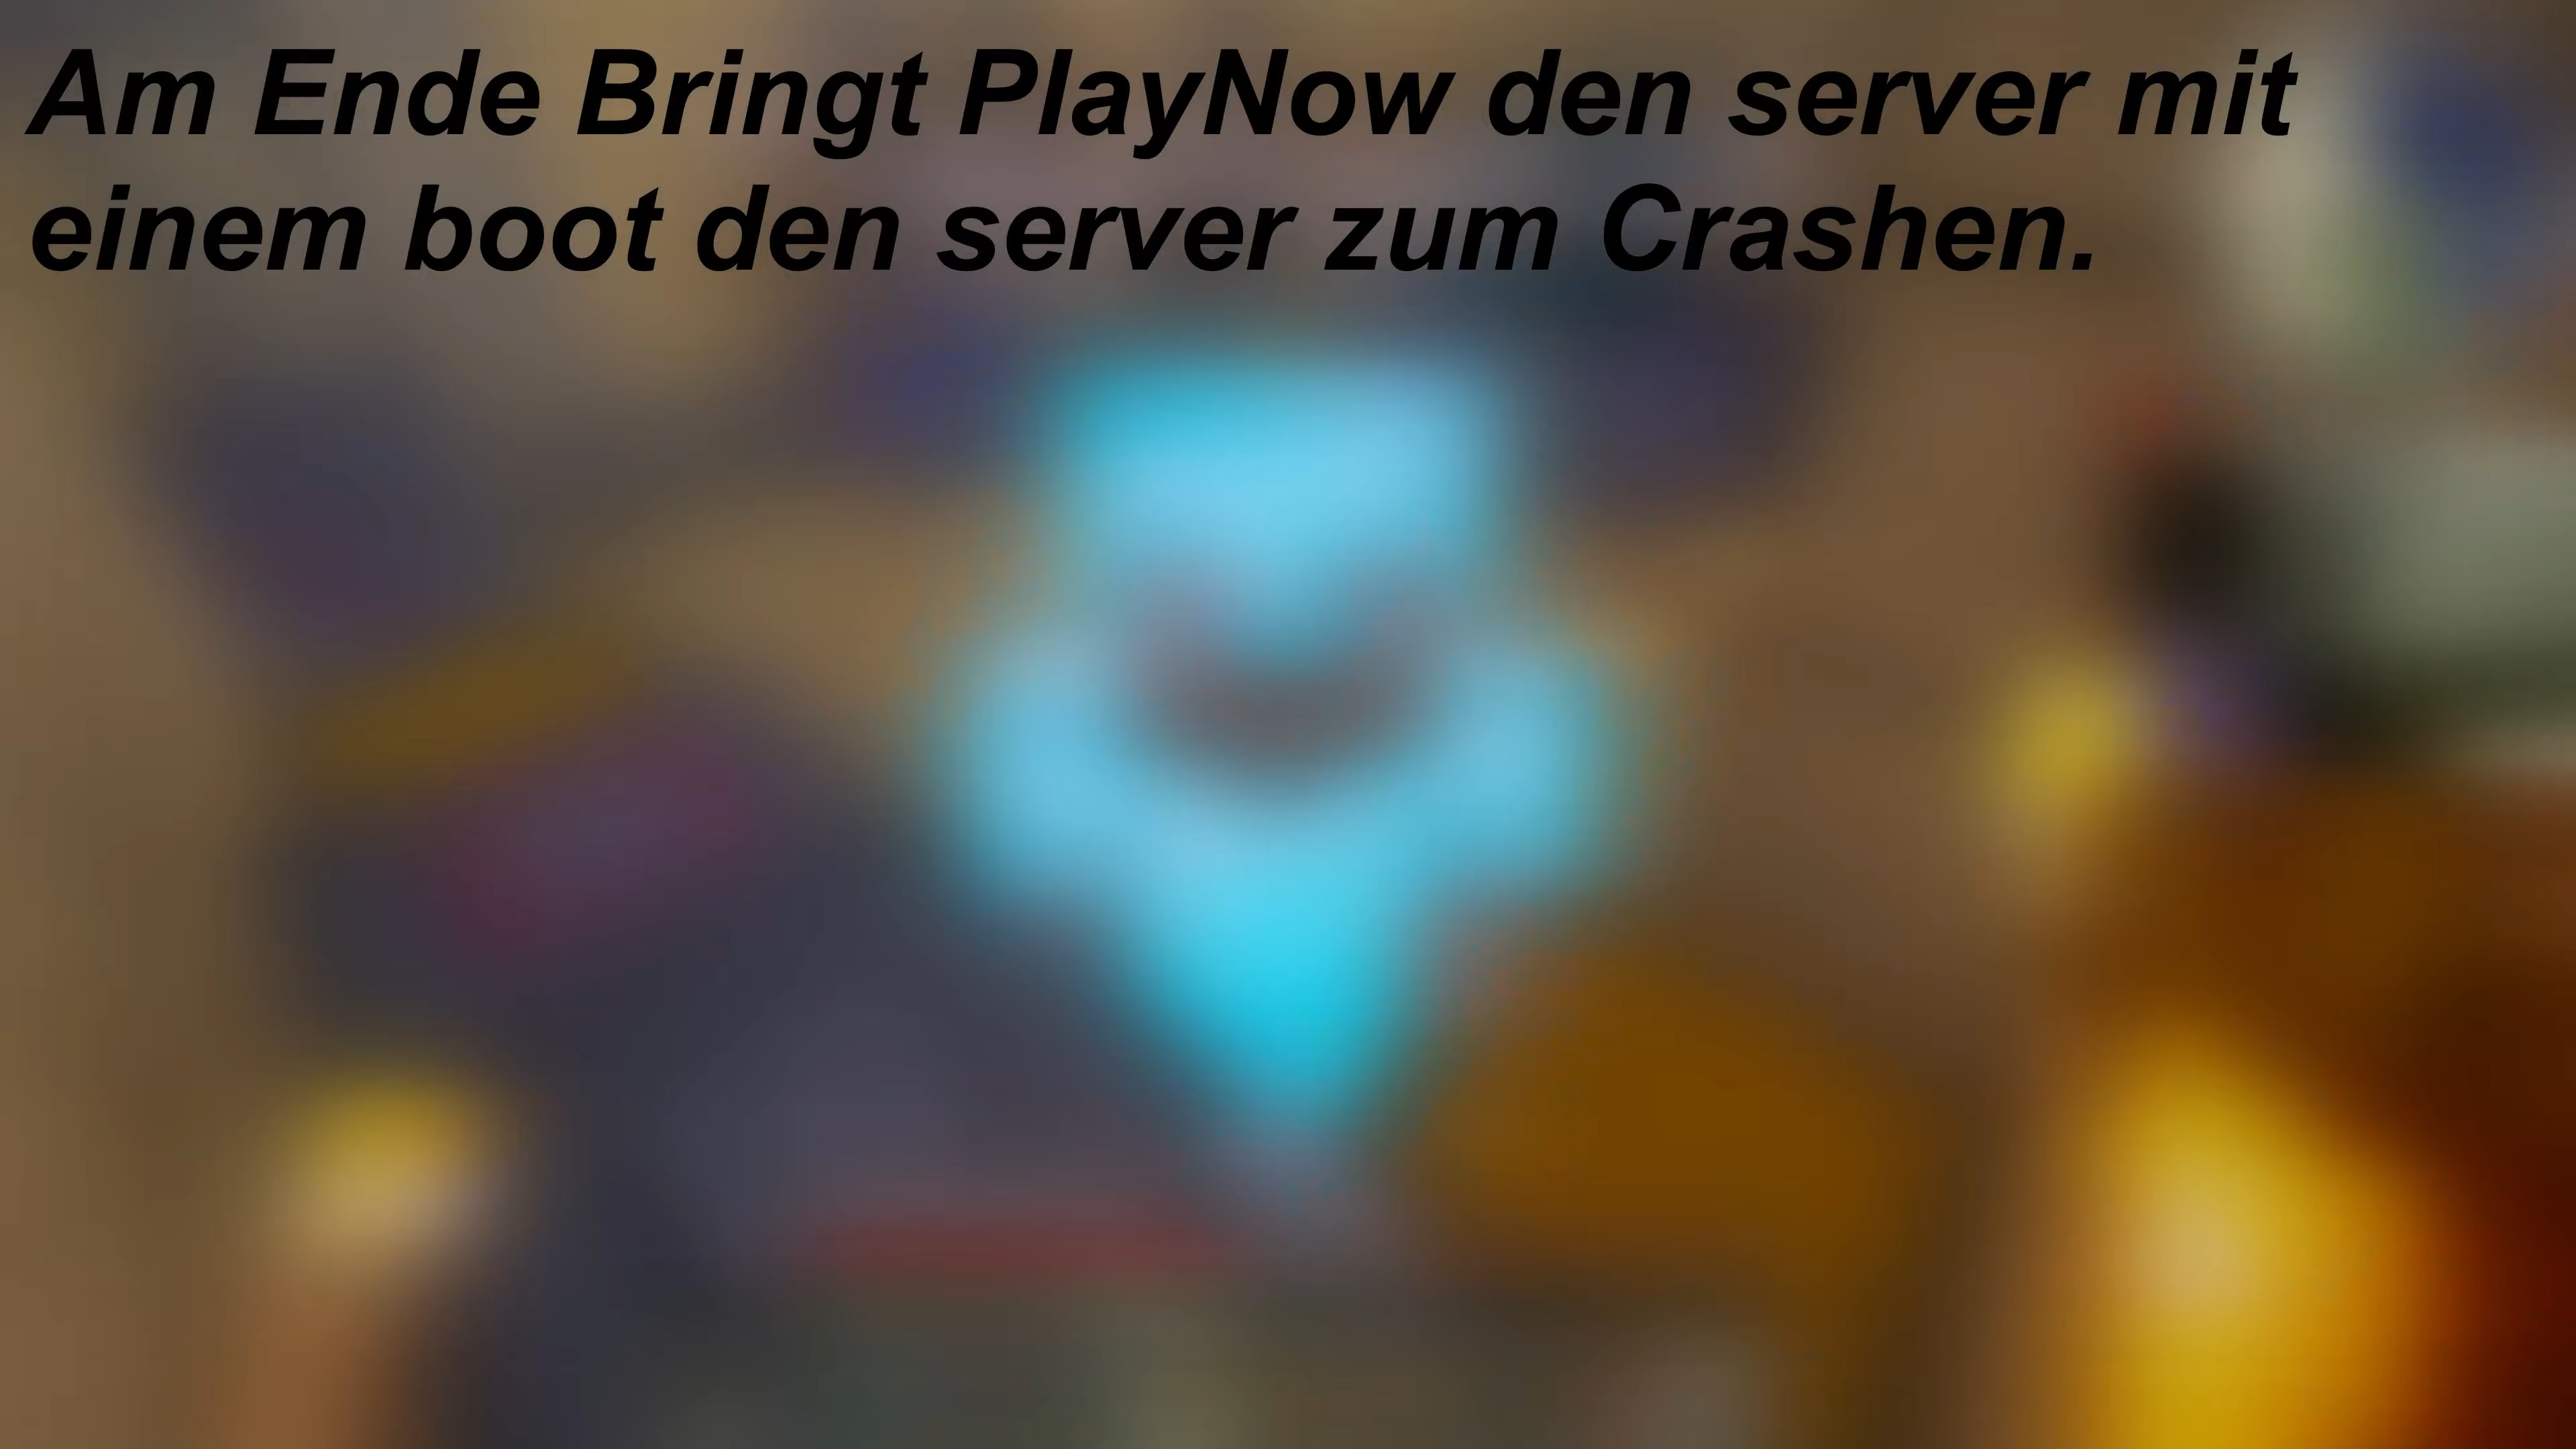 Am Ende Bringt PlayNow den server mit
einem boot den server zum Crashen.